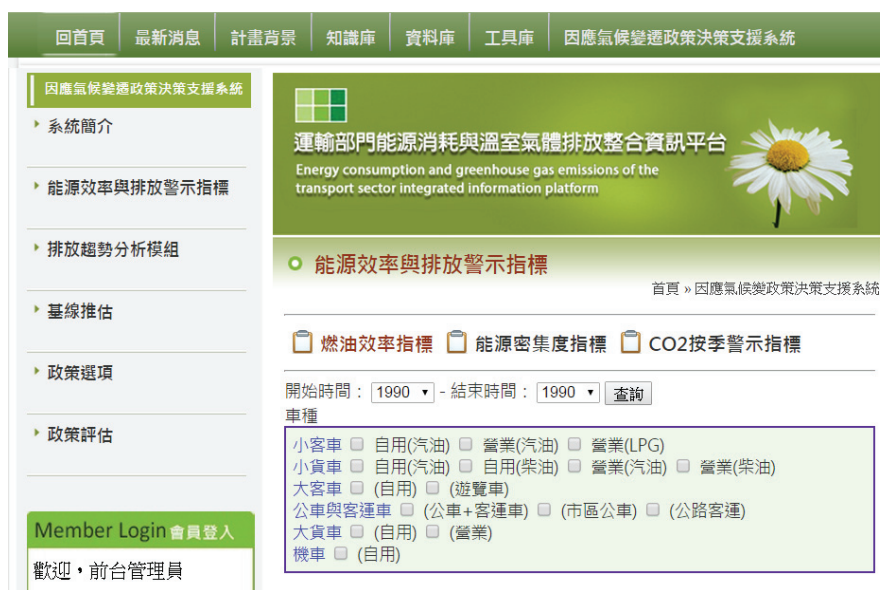 回首頁 最新消息 計畫背景 知識庫 資料庫 工具庫 因應氣候變遷政策決策支援系統
因應氣候變遷政策決策支援系統
系統簡介
能源效率與排放警示指標
排放趨勢分析模組
基線推估
政策選項
政策評估
Member Login 會員登入
歡迎，前台管理員
運輸部門能源消耗與溫室氣體排放整合資訊平台
Energy consumption and greenhouse gas emissions of the
transport sector integrated information platform
能源效率與排放警示指標
首頁 » 因應氣候變政策決策支援系統
燃油效率指標 能源密集度指標 CO2按季警示指標
開始時間： 1990 - 結束時間： 1990 查詢
車種
小客車 自用(汽油) 營業(汽油) 營業(LPG)
小貨車 自用(汽油) 自用(柴油) 營業(汽油) 營業(柴油)
大客車 (自用) (遊覽車)
公車與客運車 (公車+客運車) (市區公車) (公路客運)
大貨車 (自用) (營業)
機車 (自用)